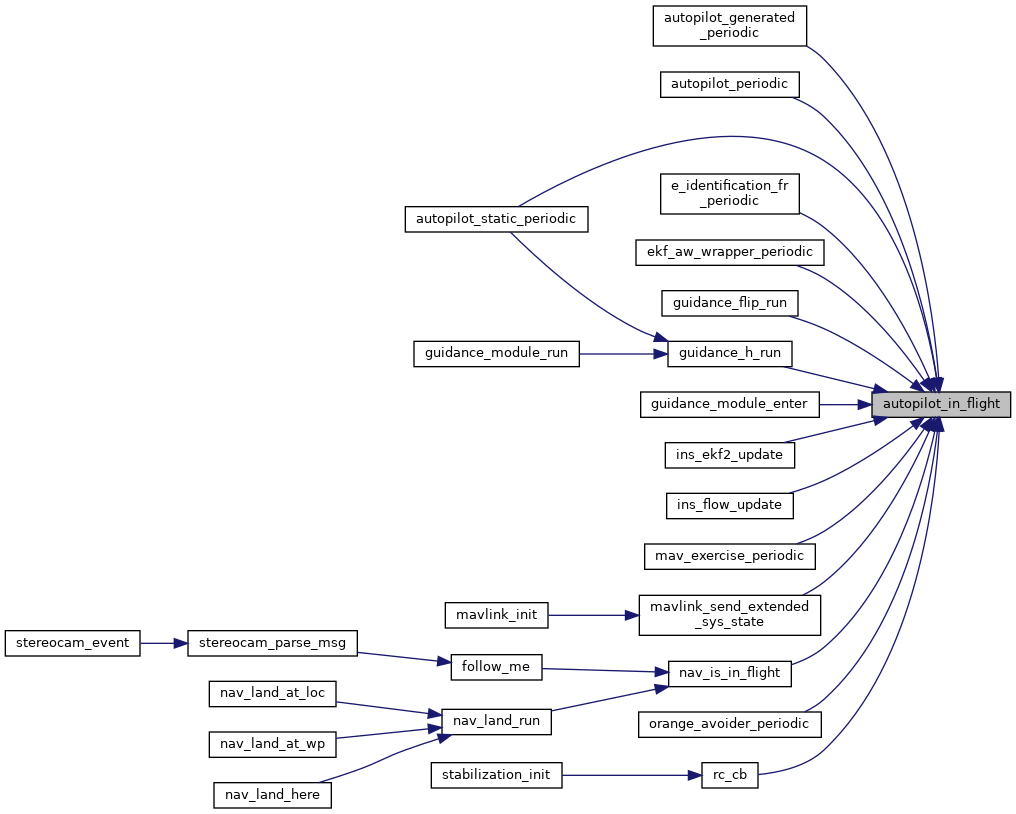 autopilot_generated
_periodic
autopilot_periodic
e_identification_fr
_periodic
autopilot_static_periodic
ekf_aw_wrapper_periodic
guidance_flip_run
guidance_module_run
guidance_h_run
guidance_module_enter
autopilot_in_flight
ins_ekf2_update
ins_flow_update
mav_exercise_periodic
mavlink_init
mavlink_send_extended
_sys_state
stereocam_event
stereocam_parse_msg
follow_me
nav_is_in_flight
nav_land_at_loc
nav_land_run
orange_avoider_periodic
nav_land_at_wp
stabilization_init
rc_cb
nav_land_here